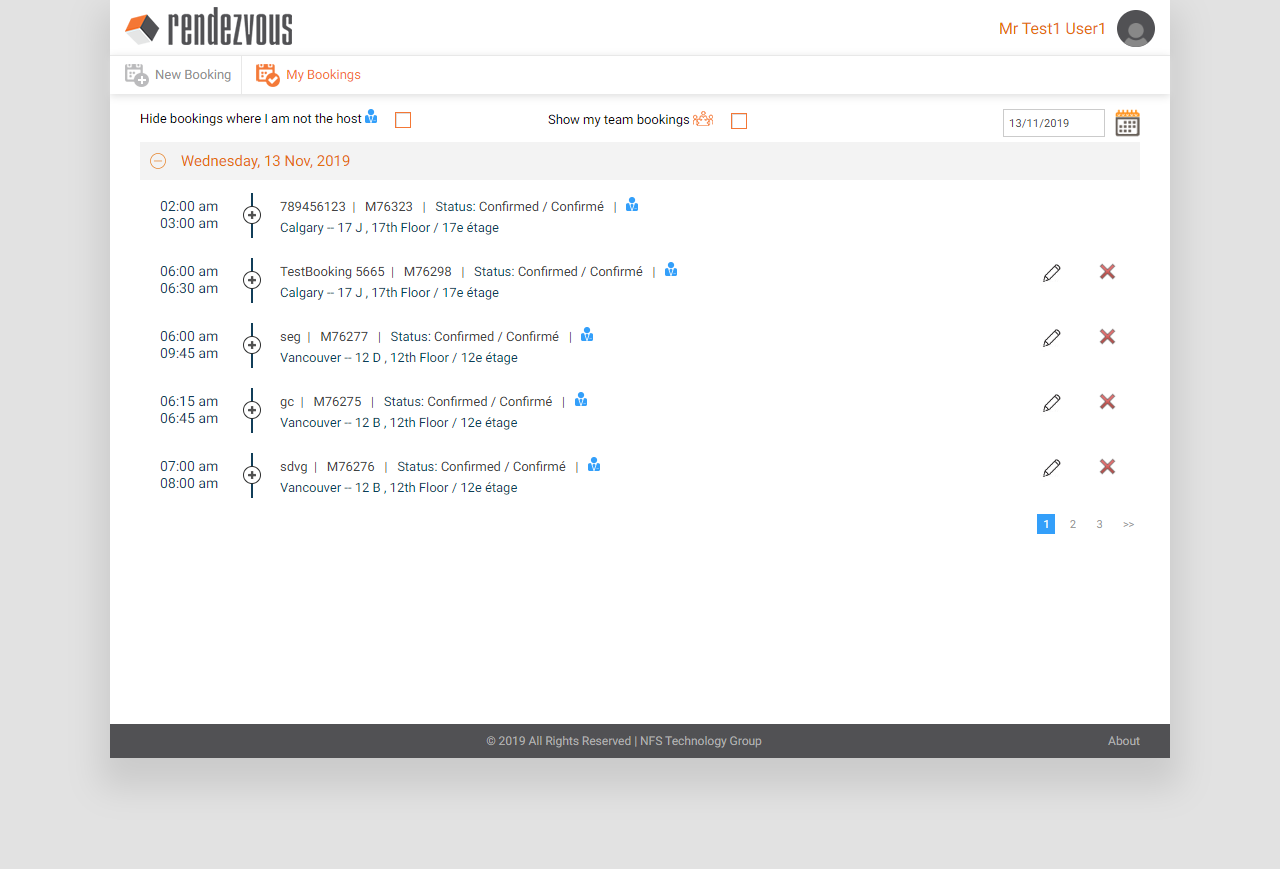 rendezvous
Mr Test1 User1
New Booking
My Bookings
Hide bookings where I am not the host
Show my team bookings
13/11/2019
Wednesday, 13 Nov, 2019
02:00 am
03:00 am
789456123 | M76323 | Status: Confirmed / Confirmé |
Calgary -- 17 J , 17th Floor / 17e étage
06:00 am
06:30 am
TestBooking 5665 | M76298 | Status: Confirmed / Confirmé |
Calgary -- 17 J , 17th Floor / 17e étage
06:00 am
09:45 am
seg | M76277 | Status: Confirmed / Confirmé |
Vancouver -- 12 D , 12th Floor / 12e étage
06:15 am
06:45 am
gc | M76275 | Status: Confirmed / Confirmé |
Vancouver -- 12 B , 12th Floor / 12e étage
07:00 am
08:00 am
sdvg | M76276 | Status: Confirmed / Confirmé |
Vancouver -- 12 B , 12th Floor / 12e étage
1 2 3 >>
© 2019 All Rights Reserved | NFS Technology Group
About